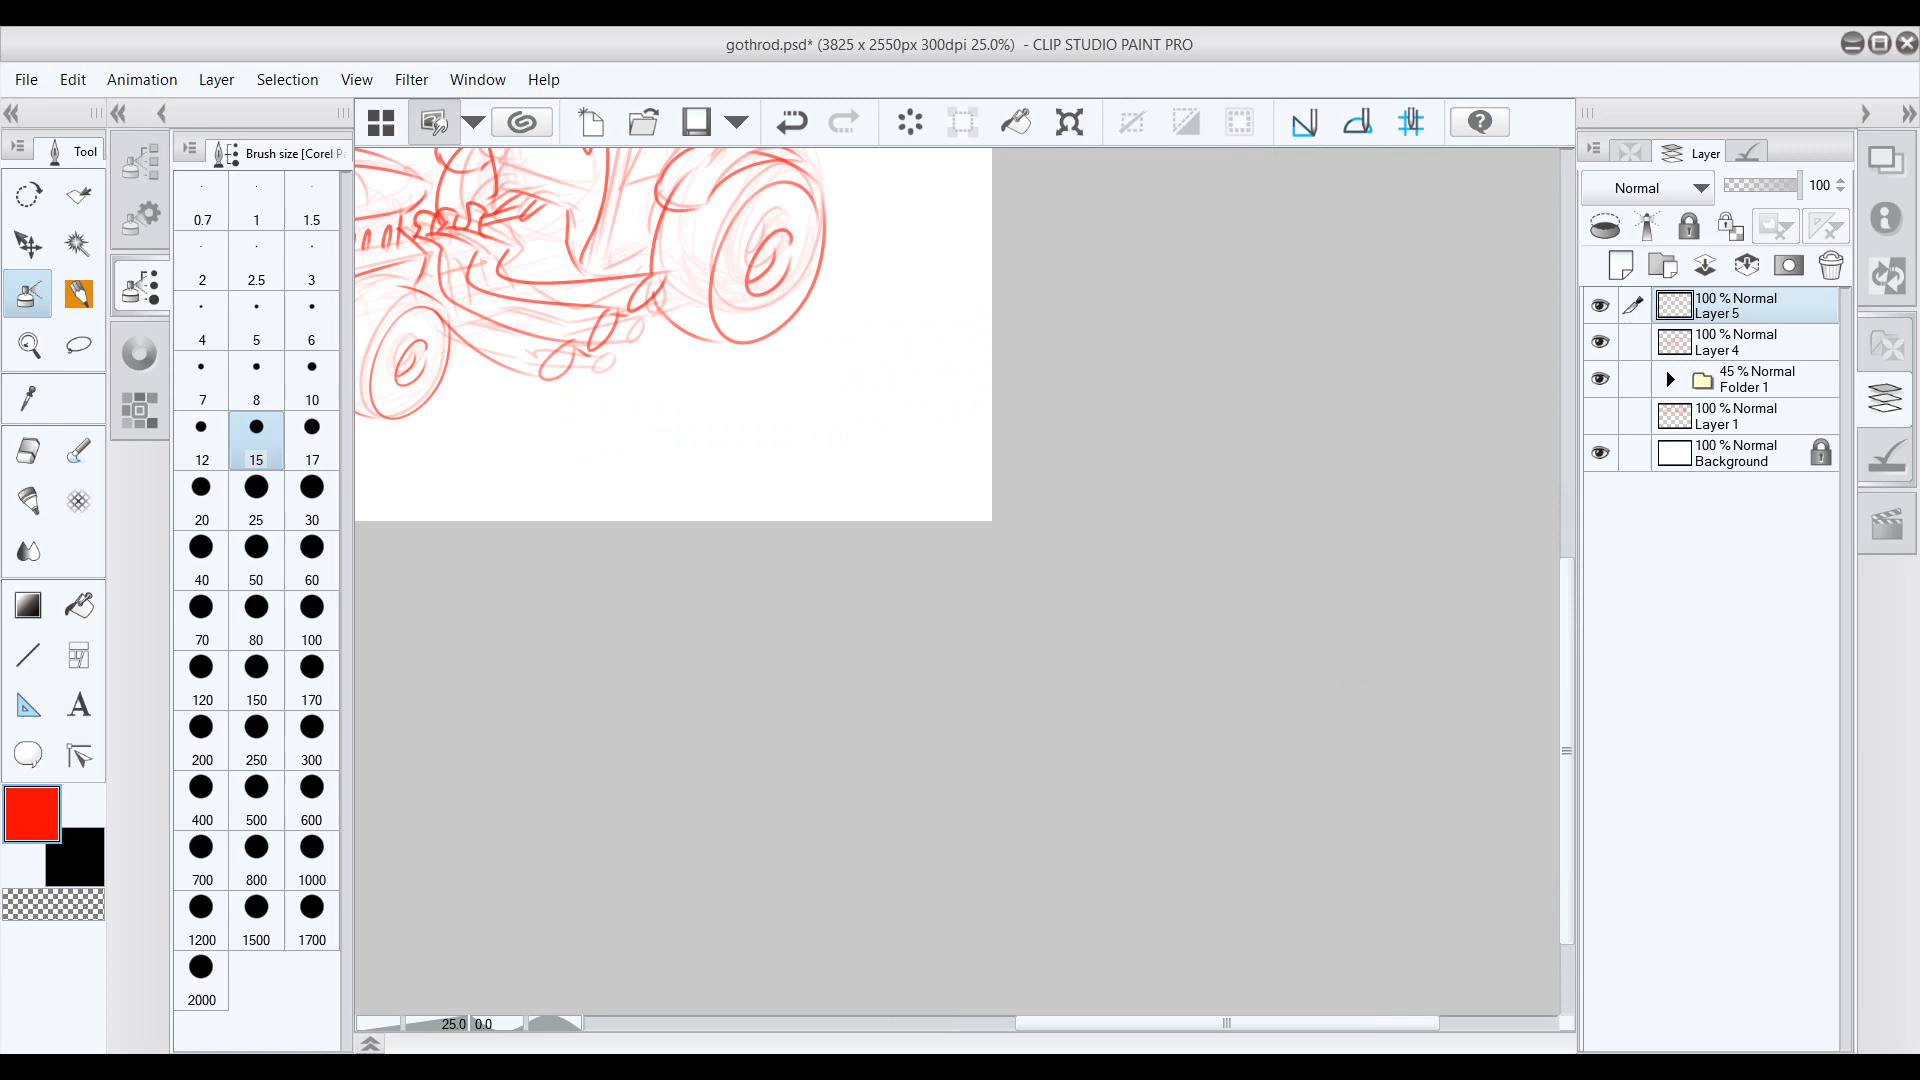 gothrod.psd* (3825 x 2550px 300dpi 25.0%) - CLIP STUDIO PAINT PRO
File Edit Animation Layer Selection View Filter Window Help
Tool
Brush size [Corel Pa
Layer
Normal 100
0.7 1 1.5
2 2.5 3
4 5 6
7 8 10
12 15 17
20 25 30
40 50 60
70 80 100
120 150 170
200 250 300
400 500 600
700 800 1000
1200 1500 1700
2000
A
100 % Normal
Layer 5
100 % Normal
Layer 4
45 % Normal
Folder 1
100 % Normal
Layer 1
100 % Normal
Background
25.0 0.0